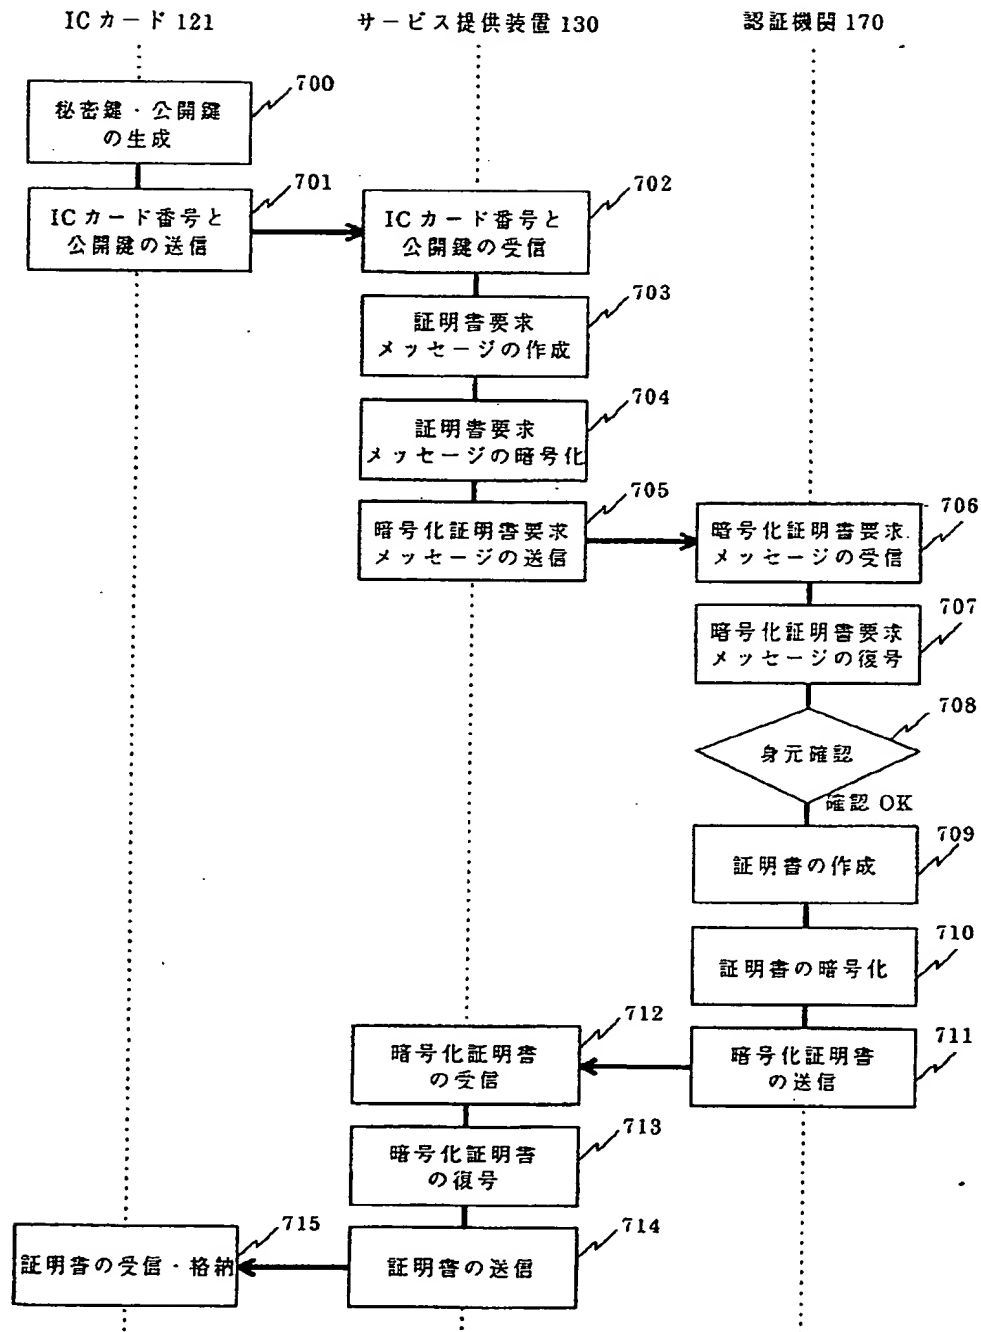 ICカード 121
サービス提供装置 130
認証機関 170
700
秘密鍵・公開鍵
の生成
701
ICカード番号と
公開鍵の送信
702
ICカード番号と
公開鍵の受信
703
証明書要求
メッセージの作成
704
証明書要求
メッセージの暗号化
705
暗号化証明書要求
メッセージの送信
706
暗号化証明書要求
メッセージの受信
707
暗号化証明書要求
メッセージの復号
708
身元確認
確認 OK
709
証明書の作成
710
証明書の暗号化
711
暗号化証明書
の送信
712
暗号化証明書
の受信
713
暗号化証明書
の復号
714
証明書の送信
715
証明書の受信・格納